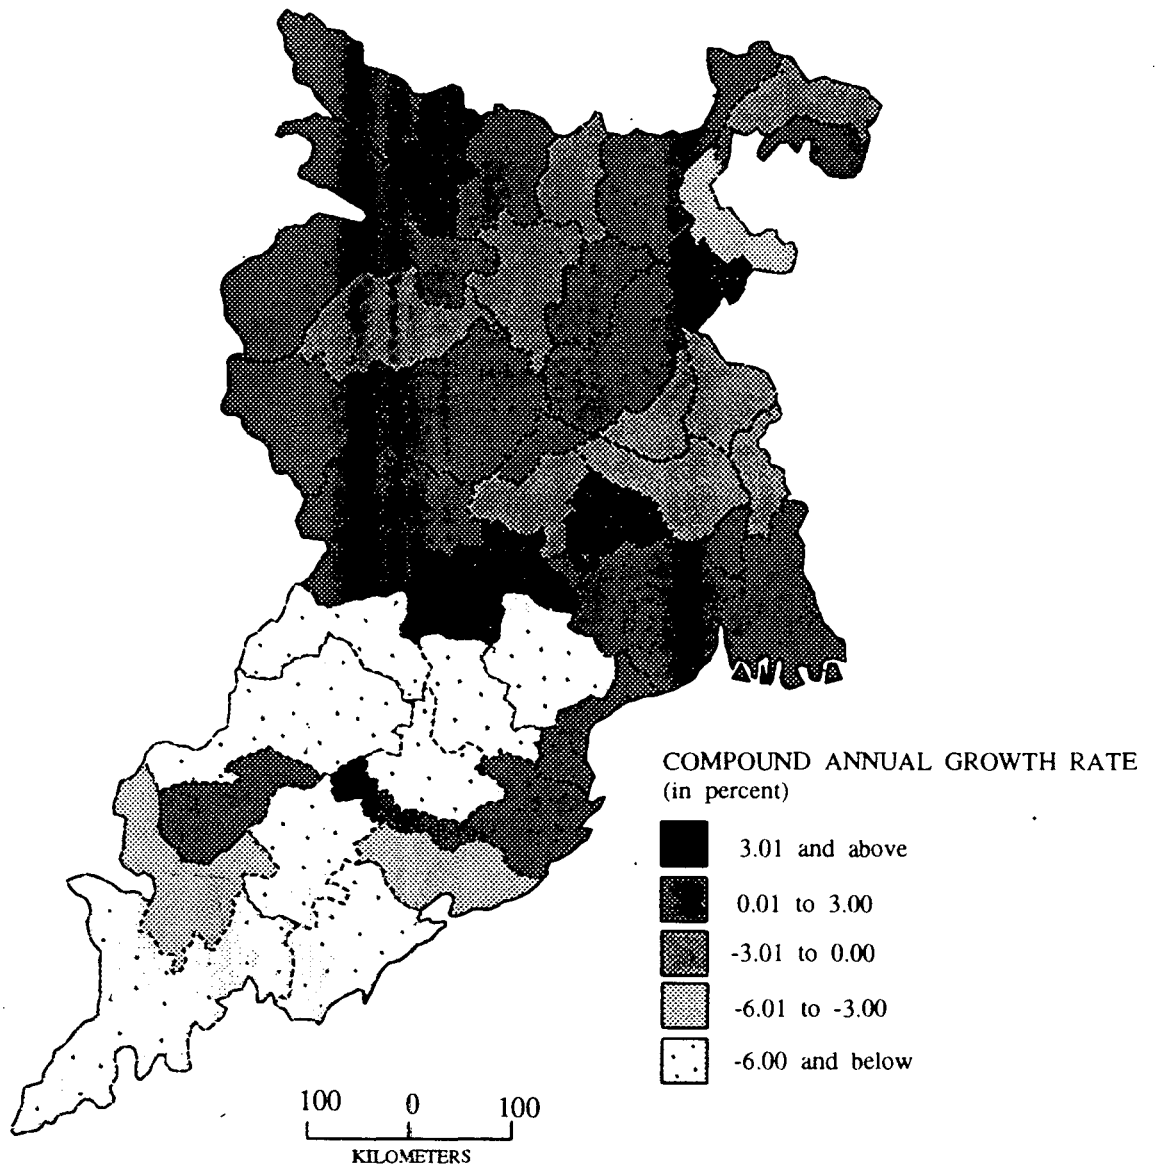 COMPOUND ANNUAL GROWTH RATE
(in percent)
3.01 and above
0.01 to 3.00
-3.01 to 0.00
-6.01 to -3.00
-6.00 and below
100 0 100
KILOMETERS